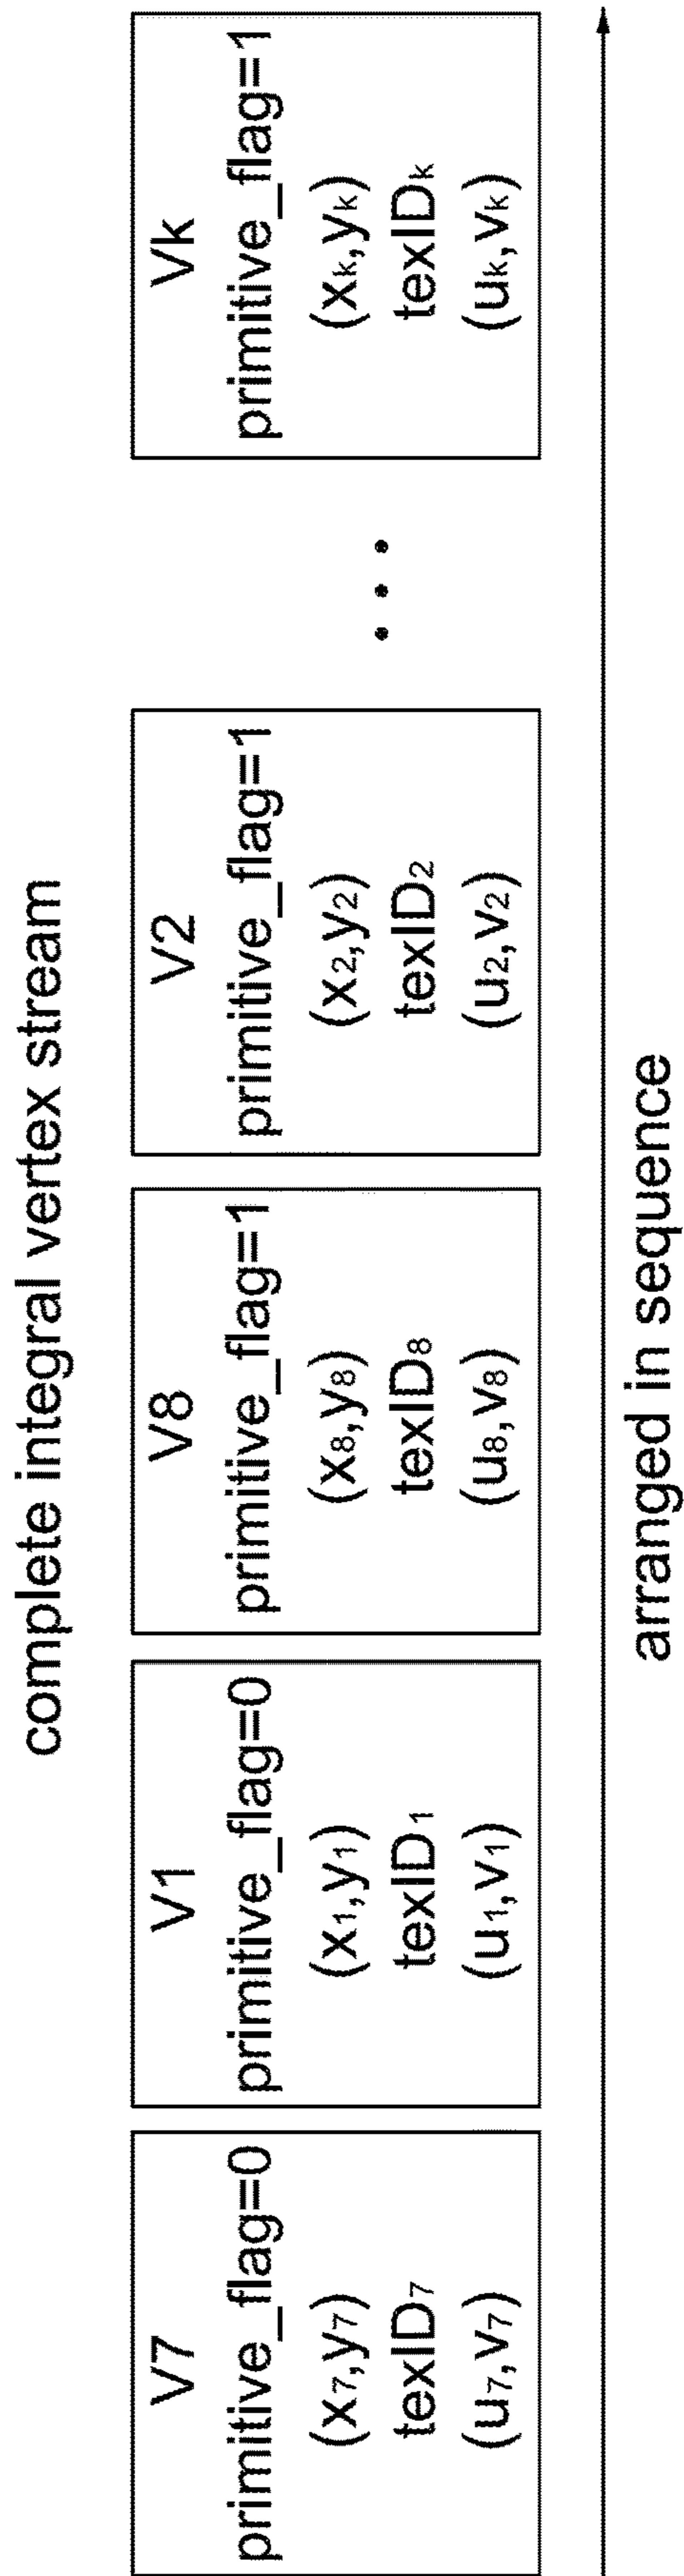 complete integral vertex stream
V7
primitive_flag=0
(x₇,y₇)
texID₇
(u₇,v₇)
V1
primitive_flag=0
(x₁,y₁)
texID₁
(u₁,v₁)
V8
primitive_flag=1
(x₈,y₈)
texID₈
(u₈,v₈)
V2
primitive_flag=1
(x₂,y₂)
texID₂
(u₂,v₂)
...
Vk
primitive_flag=1
(xₖ,yₖ)
texIDₖ
(uₖ,vₖ)
arranged in sequence